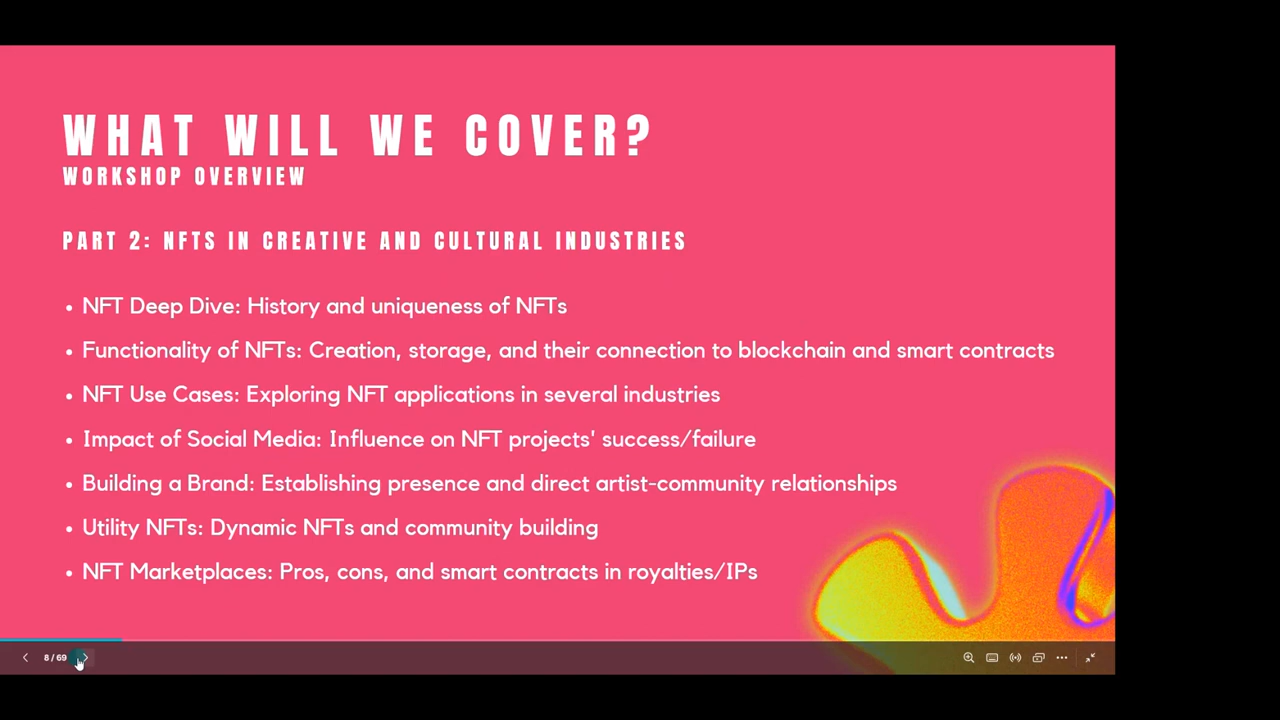 WHAT WILL WE COVER?
WORKSHOP OVERVIEW
PART 2: NFTS IN CREATIVE AND CULTURAL INDUSTRIES
• NFT Deep Dive: History and uniqueness of NFTs
• Functionality of NFTs: Creation, storage, and their connection to blockchain and smart contracts
• NFT Use Cases: Exploring NFT applications in several industries
• Impact of Social Media: Influence on NFT projects' success/failure
• Building a Brand: Establishing presence and direct artist-community relationships
• Utility NFTs: Dynamic NFTs and community building
• NFT Marketplaces: Pros, cons, and smart contracts in royalties/IPs
8 / 69